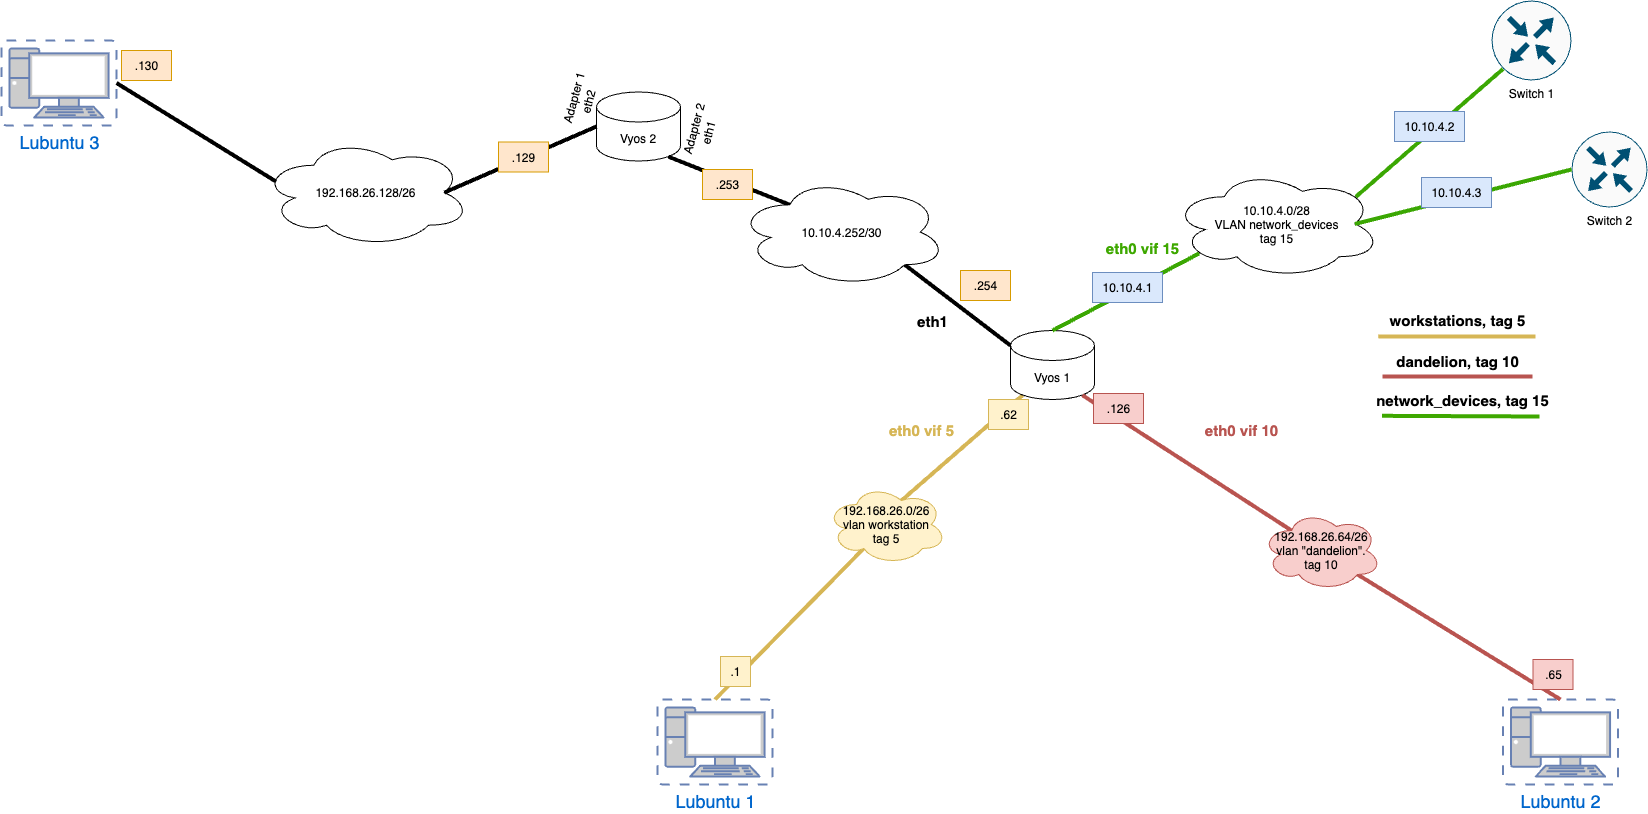 .130
Lubuntu 3
192.168.26.128/26
.129
Adapter 1
eth2
Vyos 2
Adapter 2
eth1
.253
10.10.4.252/30
.254
eth1
Vyos 1
eth0 vif 15
10.10.4.1
10.10.4.0/28
VLAN network_devices
tag 15
10.10.4.2
Switch 1
10.10.4.3
Switch 2
workstations, tag 5
dandelion, tag 10
network_devices, tag 15
.62
eth0 vif 5
.126
eth0 vif 10
192.168.26.0/26
vlan workstation
tag 5
192.168.26.64/26
vlan "dandelion".
tag 10
.1
Lubuntu 1
.65
Lubuntu 2